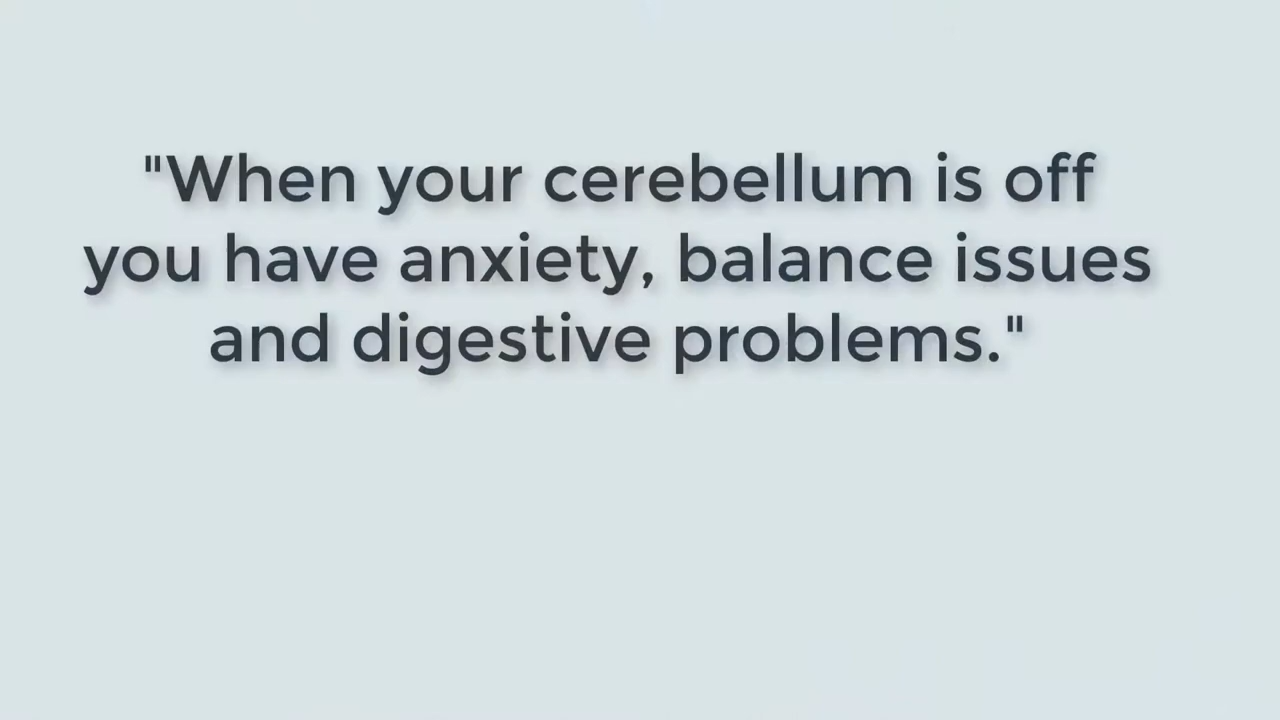 "When your cerebellum is off
you have anxiety, balance issues
and digestive problems."